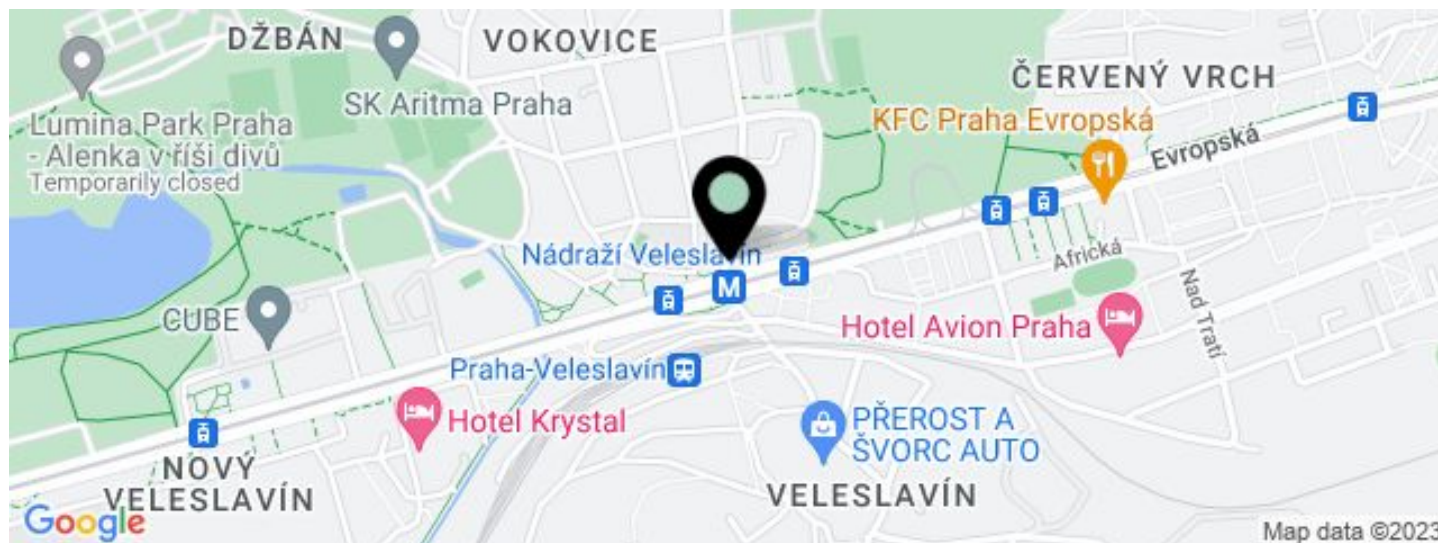 DŽBÁN
VOKOVICE
SK Aritma Praha
ČERVENÝ VRCH
KFC Praha Evropská
Evropská
Lumina Park Praha
- Alenka v říši divů
Temporarily closed
Nádraží Veleslavín
M
Africká
Nad Tratí
CUBE
Hotel Avion Praha
Praha-Veleslavín
Hotel Krystal
PŘEROST A
ŠVORC AUTO
NOVÝ
VELESLAVÍN
VELESLAVÍN
Google
Map data ©2023